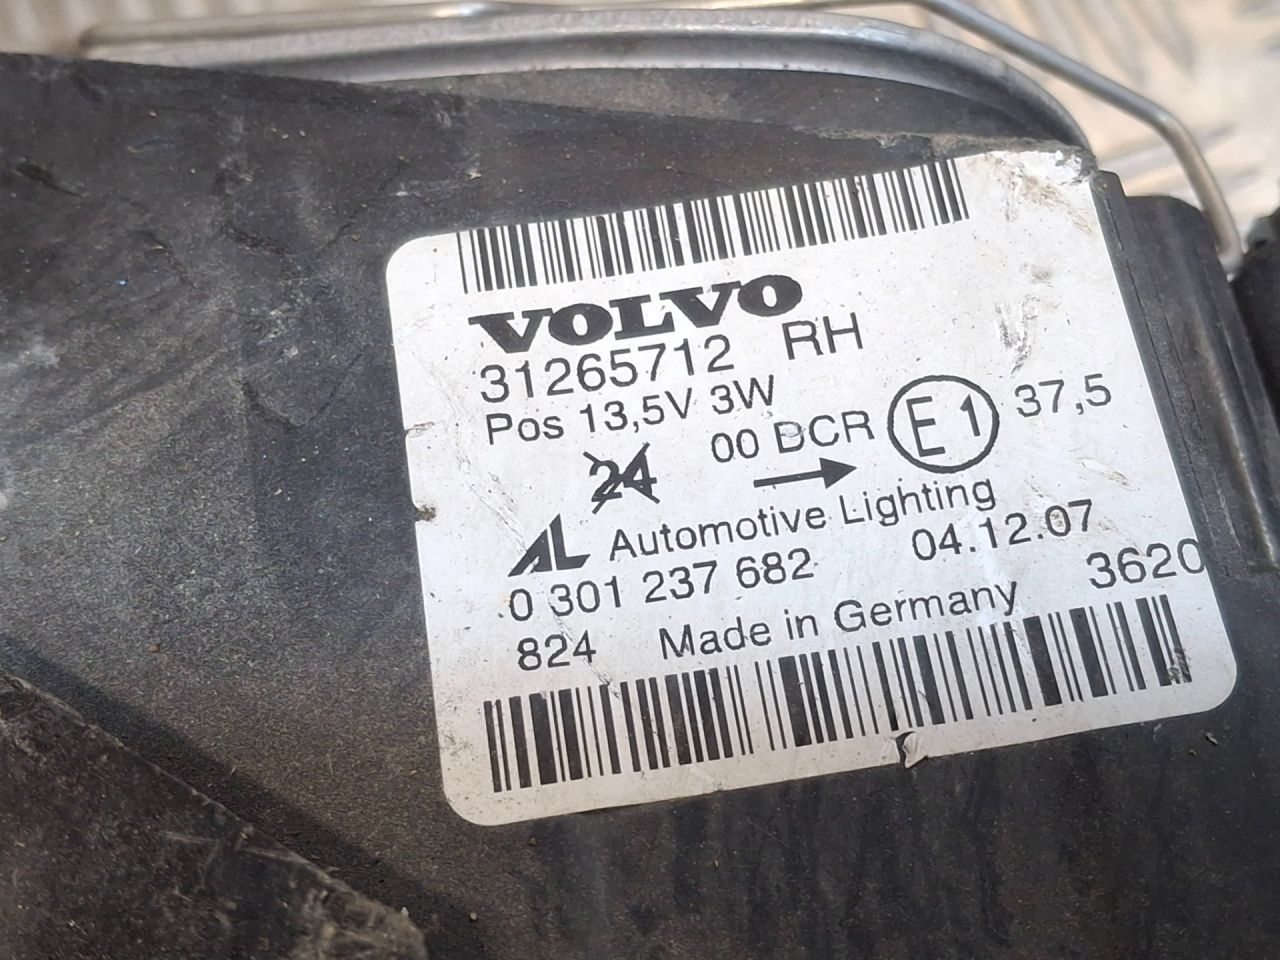 VOLVO
31265712 RH
Pos 13,5V 3W
24 00 DCR E1 37,5
AL Automotive Lighting
0 301 237 682 04.12.07
824 Made in Germany 3620